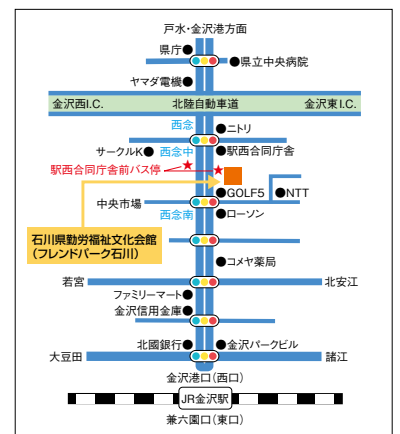 戸水・金沢港方面
県庁
県立中央病院
ヤマダ電機
金沢西I.C.
北陸自動車道
金沢東I.C.
西念
ニトリ
サークルK
西念中
駅西合同庁舎
駅西合同庁舎前バス停
GOLF5
NTT
中央市場
西念南
ローソン
石川県勤労福祉文化会館
(フレンドパーク石川)
コメヤ薬局
若宮
北安江
ファミリーマート
金沢信用金庫
北國銀行
金沢パークビル
大豆田
諸江
金沢港口(西口)
JR金沢駅
兼六園口(東口)